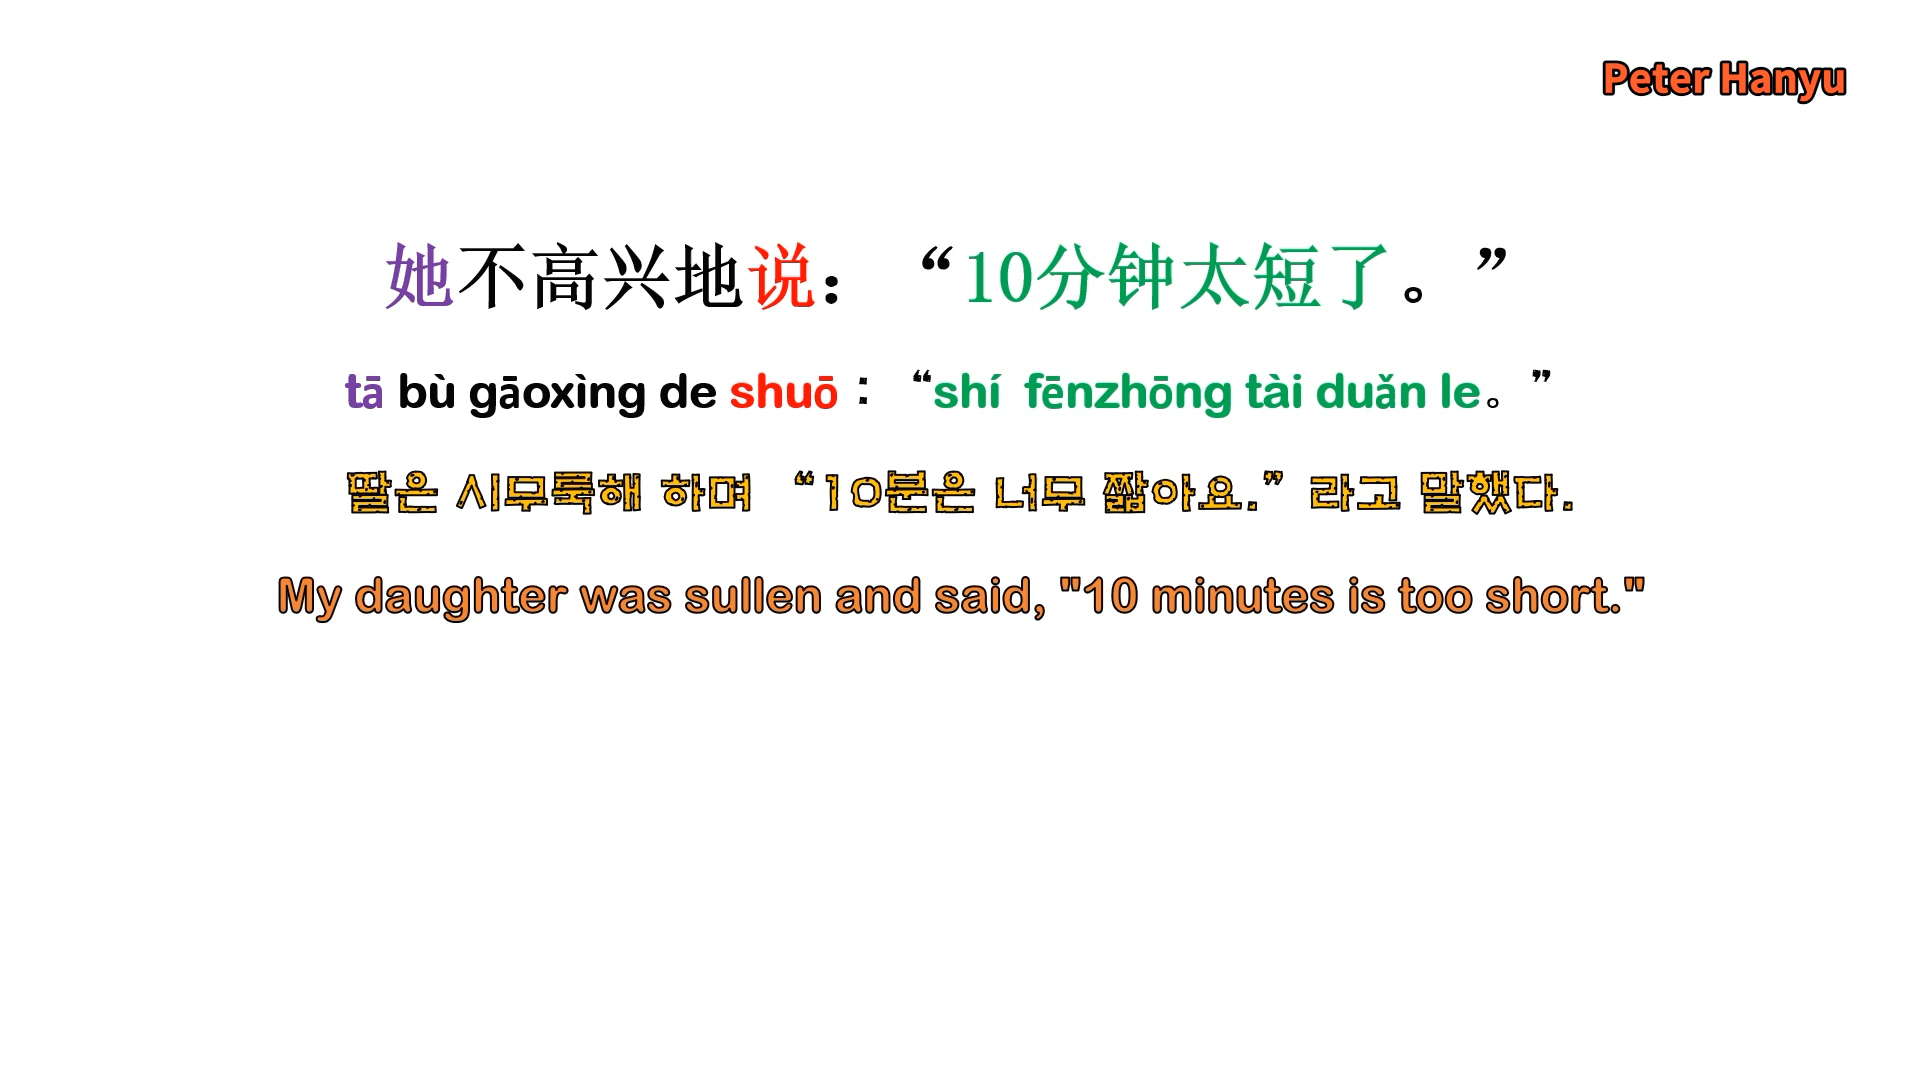 Peter Hanyu
她不高兴地说：“10分钟太短了。”
tā bù gāoxìng de shuō：“shí  fēnzhōng tài duǎn le。”
딸은 시무룩해 하며 “10분은 너무 짧아요.” 라고 말했다.
My daughter was sullen and said, "10 minutes is too short."